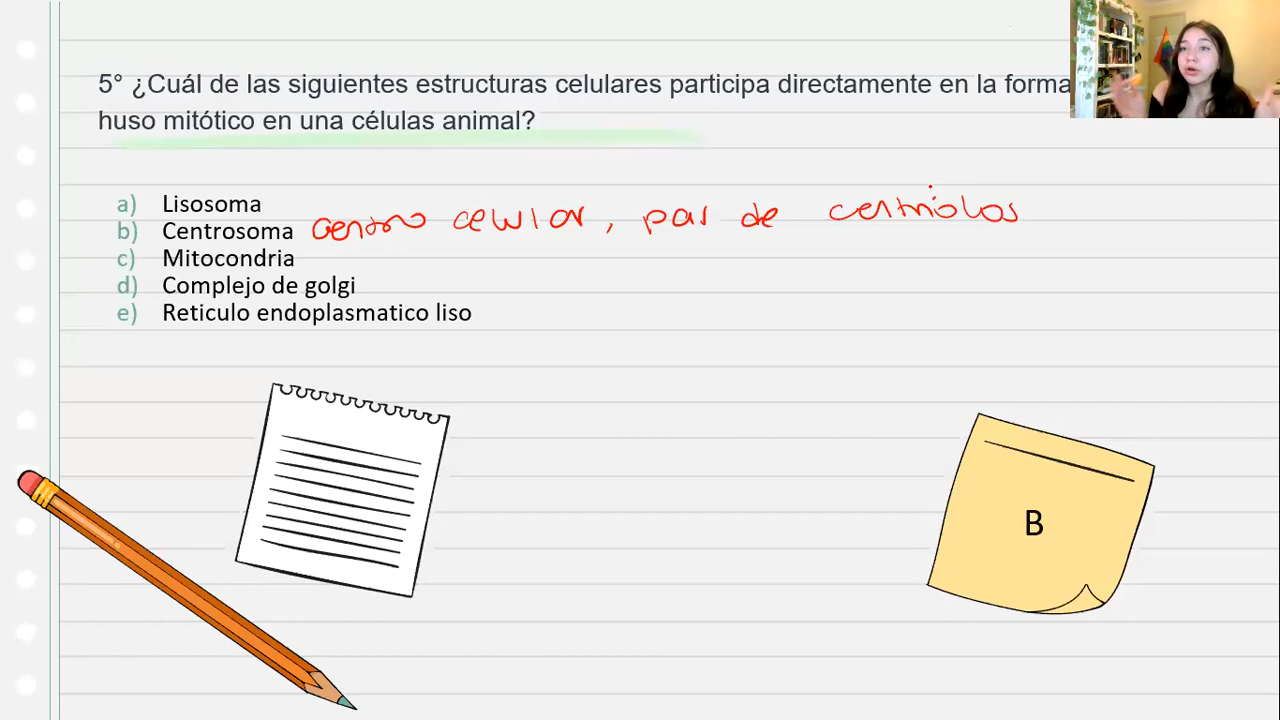 5° ¿Cuál de las siguientes estructuras celulares participa directamente en la forma
huso mitótico en una células animal?
a) Lisosoma
b) Centrosoma centro celular, par de centriolos
c) Mitocondria
d) Complejo de golgi
e) Reticulo endoplasmatico liso
B